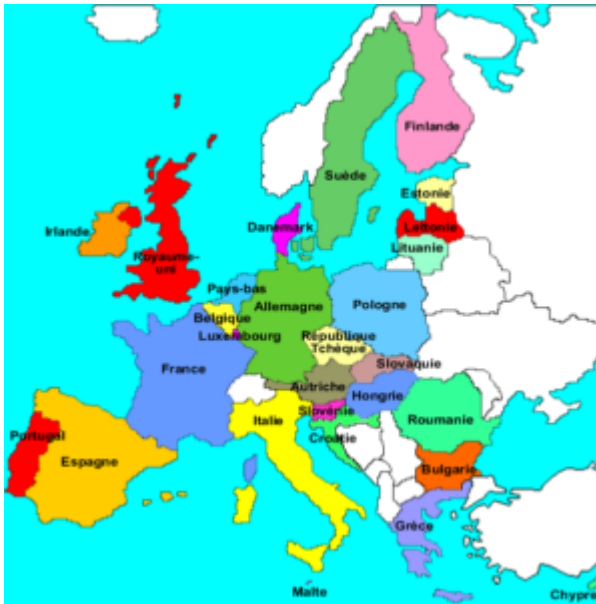 Finlande
Suède
Estonie
Lettonie
Lituanie
Danemark
Irlande
Royaume-
uni
Pays-bas
Allemagne
Pologne
Belgique
Luxembourg
République
Tchèque
Slovaquie
France
Autriche
Hongrie
Slovénie
Italie
Roumanie
Croatie
Portugal
Espagne
Bulgarie
Grèce
Malte
Chypre